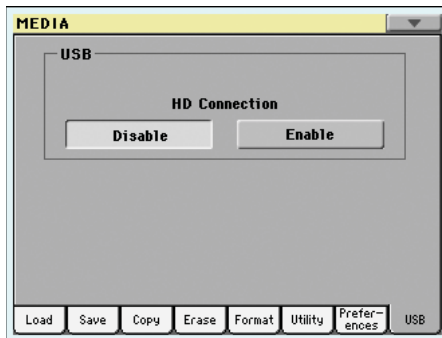 MEDIA
USB
HD Connection
Disable Enable
Load Save Copy Erase Format Utility Prefer-
ences USB